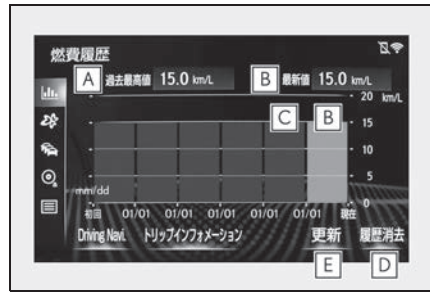 燃費履歴
A 過去最高値 15.0 km/L B 最新値 15.0 km/L
20 km/L
C B
15
10
5
mm/dd
0
初回 01/01 01/01 01/01 01/01 01/01 現在
Driving Navi. トリップインフォメーション 更新 履歴消去
E D